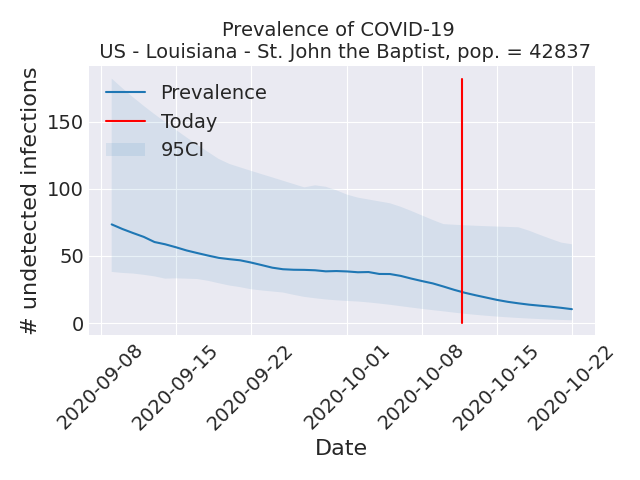 Prevalence of COVID-19
US - Louisiana - St. John the Baptist, pop. = 42837
# undetected infections
150
100
50
0
Prevalence
Today
95CI
2020-09-08
2020-09-15
2020-09-22
2020-10-01
2020-10-08
2020-10-15
2020-10-22
Date